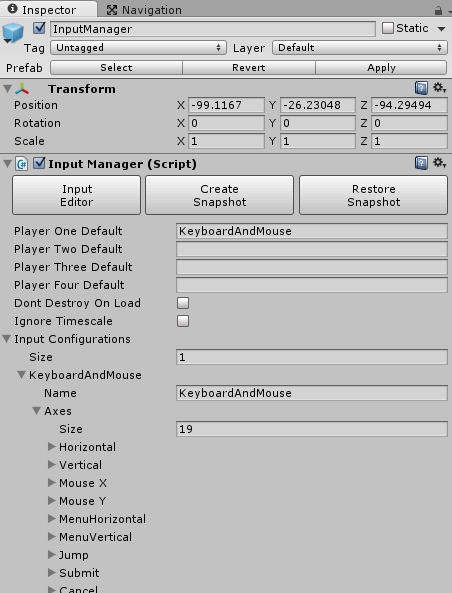 Inspector Navigation
InputManager Static
Tag Untagged Layer Default
Prefab Select Revert Apply
Transform
Position X -99.1167 Y -26.23048 Z -94.29494
Rotation X 0 Y 0 Z 0
Scale X 1 Y 1 Z 1
Input Manager (Script)
Input Editor Create Snapshot Restore Snapshot
Player One Default KeyboardAndMouse
Player Two Default
Player Three Default
Player Four Default
Dont Destroy On Load
Ignore Timescale
Input Configurations
Size 1
KeyboardAndMouse
Name KeyboardAndMouse
Axes
Size 19
Horizontal
Vertical
Mouse X
Mouse Y
MenuHorizontal
MenuVertical
Jump
Submit
Cancel